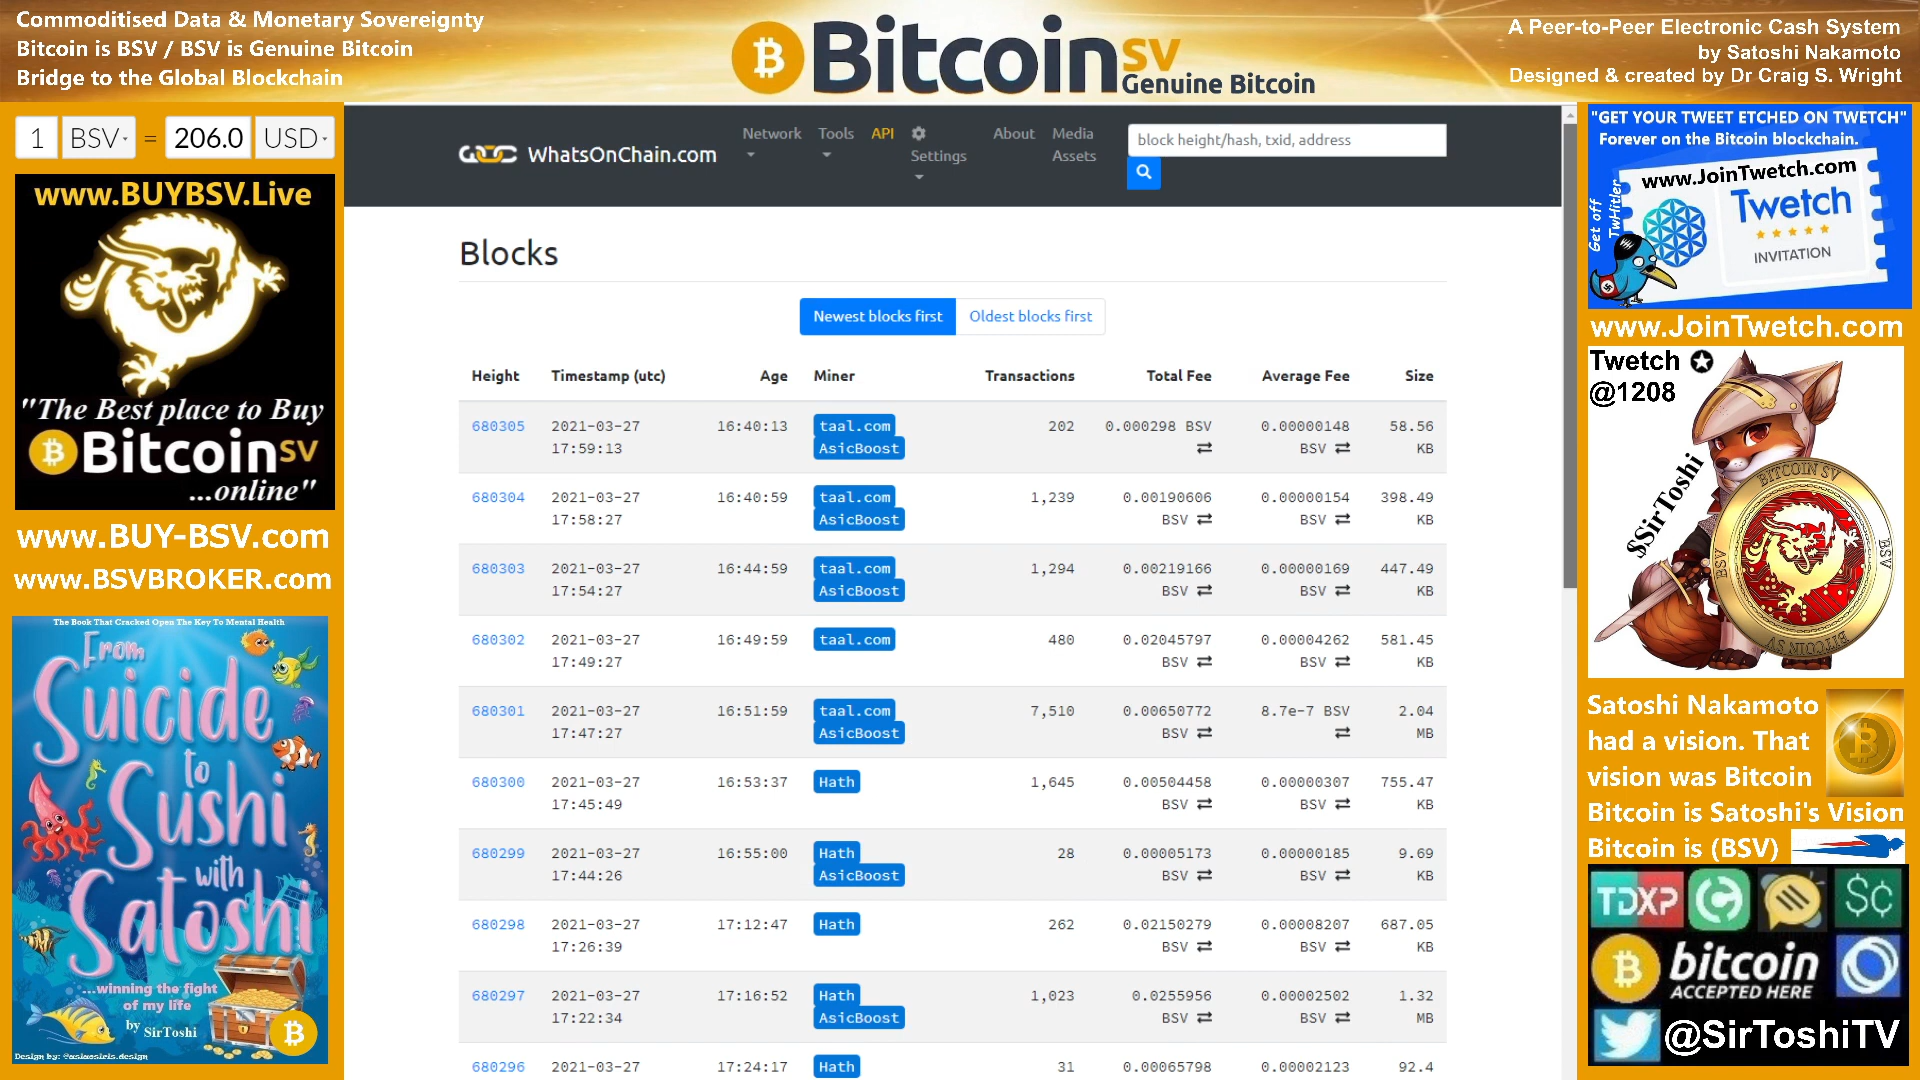 Commoditised Data & Monetary Sovereignty
Bitcoin is BSV / BSV is Genuine Bitcoin
Bridge to the Global Blockchain
BitcoinSV
Genuine Bitcoin
A Peer-to-Peer Electronic Cash System
by Satoshi Nakamoto
Designed & created by Dr Craig S. Wright
1 BSV = 206.0 USD
www.BUYBSV.Live
"The Best place to Buy
BitcoinSV
...online"
www.BUY-BSV.com
www.BSVBROKER.com
The Book That Cracked Open The Key To Mental Health
From
Suicide
to
Sushi
with
Satoshi
...winning the fight
of my life
by SirToshi
Design by: @asimosiris.design
WhatsOnChain.com
Network
Tools
API
Settings
About
Media
Assets
block height/hash, txid, address
Blocks
Newest blocks first
Oldest blocks first
Height Timestamp (utc) Age Miner Transactions Total Fee Average Fee Size
680305 2021-03-27 16:40:13 taal.com 202 0.000298 BSV 0.00000148 58.56
17:59:13 AsicBoost BSV KB
680304 2021-03-27 16:40:59 taal.com 1,239 0.00190606 0.00000154 398.49
17:58:27 AsicBoost BSV BSV KB
680303 2021-03-27 16:44:59 taal.com 1,294 0.00219166 0.00000169 447.49
17:54:27 AsicBoost BSV BSV KB
680302 2021-03-27 16:49:59 taal.com 480 0.02045797 0.00004262 581.45
17:49:27 BSV BSV KB
680301 2021-03-27 16:51:59 taal.com 7,510 0.00650772 8.7e-7 BSV 2.04
17:47:27 AsicBoost BSV MB
680300 2021-03-27 16:53:37 Hath 1,645 0.00504458 0.00000307 755.47
17:45:49 BSV BSV KB
680299 2021-03-27 16:55:00 Hath 28 0.00005173 0.00000185 9.69
17:44:26 AsicBoost BSV BSV KB
680298 2021-03-27 17:12:47 Hath 262 0.02150279 0.00008207 687.05
17:26:39 BSV BSV KB
680297 2021-03-27 17:16:52 Hath 1,023 0.0255956 0.00002502 1.32
17:22:34 AsicBoost BSV BSV MB
680296 2021-03-27 17:24:17 Hath 31 0.00065798 0.00002123 92.4
"GET YOUR TWEET ETCHED ON TWETCH"
Forever on the Bitcoin blockchain.
www.JoinTwetch.com
Twetch
INVITATION
Get off
TwHitler
www.JoinTwetch.com
Twetch
@1208
$SirToshi
BITCOIN SV
BSV
BSV
BITCOIN SV
Satoshi Nakamoto
had a vision. That
vision was Bitcoin
Bitcoin is Satoshi's Vision
Bitcoin is (BSV)
TDXP
$¢
bitcoin
ACCEPTED HERE
@SirToshiTV